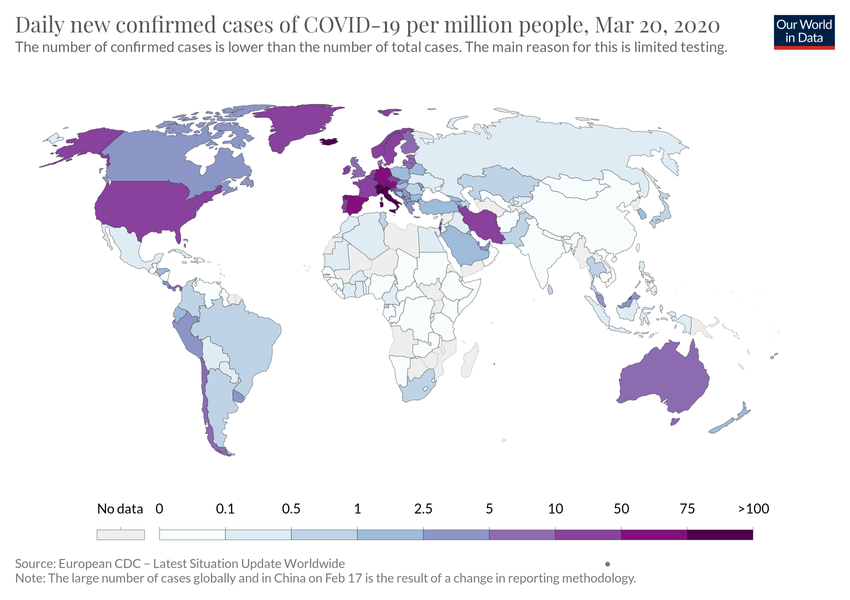 Daily new confirmed cases of COVID-19 per million people, Mar 20, 2020
The number of confirmed cases is lower than the number of total cases. The main reason for this is limited testing.
Our World
in Data
No data 0 0.1 0.5 1 2.5 5 10 50 75 >100
Source: European CDC – Latest Situation Update Worldwide
Note: The large number of cases globally and in China on Feb 17 is the result of a change in reporting methodology.